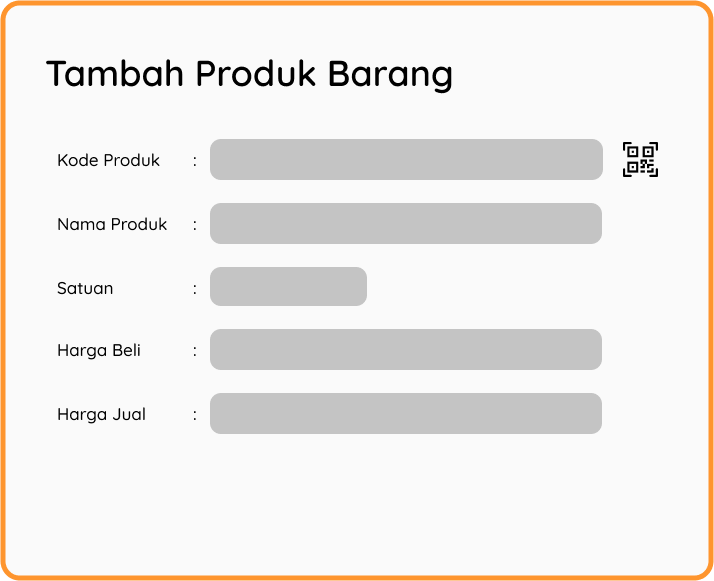 Tambah Produk Barang
Kode Produk :
Nama Produk :
Satuan :
Harga Beli :
Harga Jual :